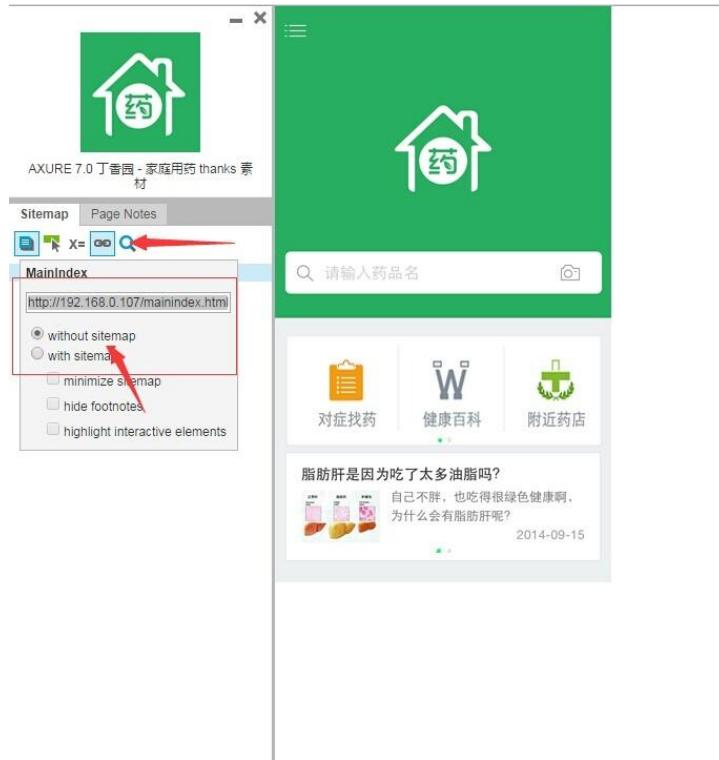 药
AXURE 7.0 丁香园 - 家庭用药 thanks 素
材
Sitemap Page Notes
X=
MainIndex
http://192.168.0.107/mainindex.html
without sitemap
with sitemap
minimize sitemap
hide footnotes
highlight interactive elements
药
请输入药品名
对症找药 健康百科 附近药店
脂肪肝是因为吃了太多油脂吗?
自己不胖，也吃得很绿色健康啊，
为什么会有脂肪肝呢?
2014-09-15